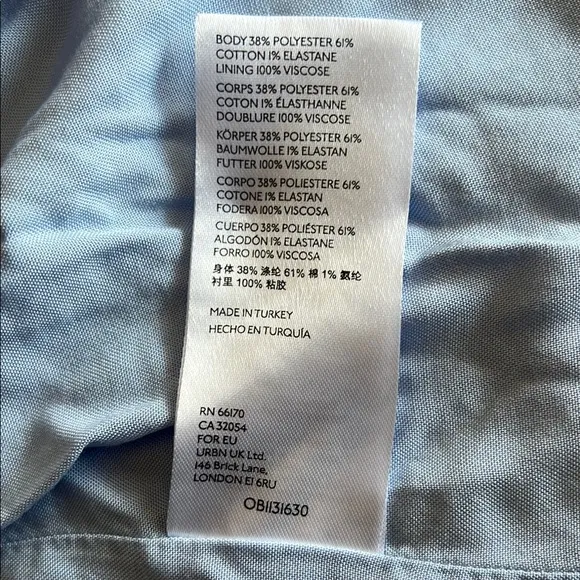 BODY 38% POLYESTER 61%
COTTON 1% ELASTANE
LINING 100% VISCOSE
CORPS 38% POLYESTER 61%
COTON 1% ÉLASTHANNE
DOUBLURE 100% VISCOSE
KÖRPER 38% POLYESTER 61%
BAUMWOLLE 1% ELASTAN
FUTTER 100% VISKOSE
CORPO 38% POLIESTERE 61%
COTONE 1% ELASTAN
FODERA 100% VISCOSA
CUERPO 38% POLIÉSTER 61%
ALGODÓN 1% ELASTANE
FORRO 100% VISCOSA
身体 38% 涤纶 61% 棉 1% 氨纶
衬里 100% 粘胶
MADE IN TURKEY
HECHO EN TURQUÍA
RN 66170
CA 32054
FOR EU
URBN UK Ltd.
146 Brick Lane,
LONDON E1 6RU
OB1131630